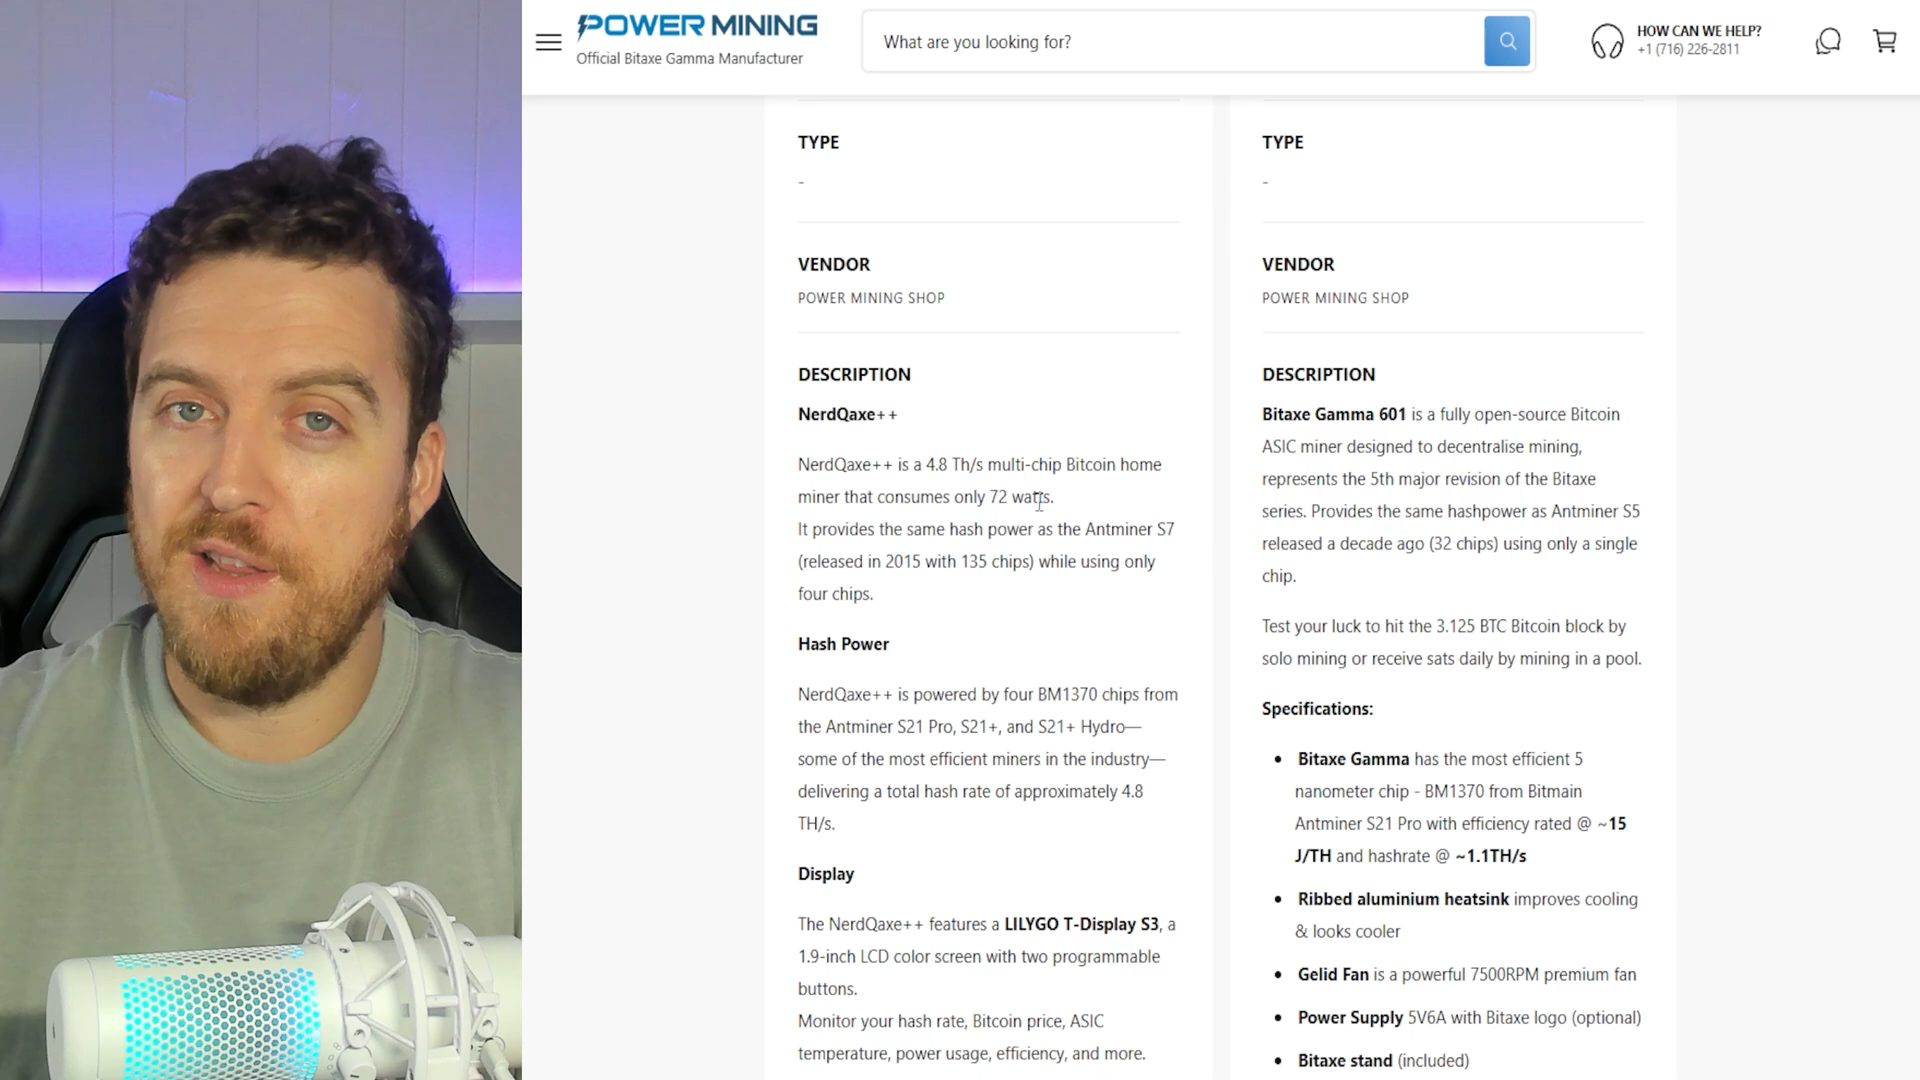 POWER MINING
Official Bitaxe Gamma Manufacturer
What are you looking for?
HOW CAN WE HELP?
+1 (716) 226-2811
TYPE
-
VENDOR
POWER MINING SHOP
DESCRIPTION
NerdQaxe++
NerdQaxe++ is a 4.8 Th/s multi-chip Bitcoin home
miner that consumes only 72 watts.
It provides the same hash power as the Antminer S7
(released in 2015 with 135 chips) while using only
four chips.
Hash Power
NerdQaxe++ is powered by four BM1370 chips from
the Antminer S21 Pro, S21+, and S21+ Hydro—
some of the most efficient miners in the industry—
delivering a total hash rate of approximately 4.8
TH/s.
Display
The NerdQaxe++ features a LILYGO T-Display S3, a
1.9-inch LCD color screen with two programmable
buttons.
Monitor your hash rate, Bitcoin price, ASIC
temperature, power usage, efficiency, and more.
TYPE
-
VENDOR
POWER MINING SHOP
DESCRIPTION
Bitaxe Gamma 601 is a fully open-source Bitcoin
ASIC miner designed to decentralise mining,
represents the 5th major revision of the Bitaxe
series. Provides the same hashpower as Antminer S5
released a decade ago (32 chips) using only a single
chip.
Test your luck to hit the 3.125 BTC Bitcoin block by
solo mining or receive sats daily by mining in a pool.
Specifications:
• Bitaxe Gamma has the most efficient 5
nanometer chip - BM1370 from Bitmain
Antminer S21 Pro with efficiency rated @ ~15
J/TH and hashrate @ ~1.1TH/s
• Ribbed aluminium heatsink improves cooling
& looks cooler
• Gelid Fan is a powerful 7500RPM premium fan
• Power Supply 5V6A with Bitaxe logo (optional)
• Bitaxe stand (included)